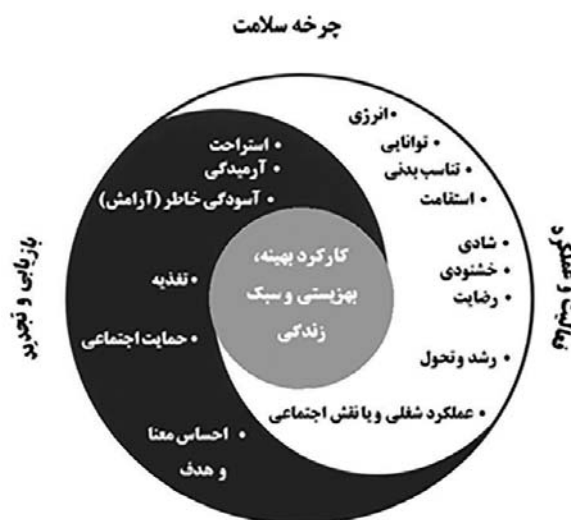 چرخه سلامت
فعالیت و عملکرد
• انرژی
• توانایی
• تناسب بدنی
• استقامت
• شادی
• خشنودی
• رضایت
• رشد و تحول
• عملکرد شغلی و یا نقش اجتماعی
کارکرد بهینه،
بهزیستی و سبک
زندگی
• استراحت
• آرمیدگی
• آسودگی خاطر (آرامش)
• تغذیه
• حمایت اجتماعی
• احساس معنا
و هدف
بازیابی و تجدید